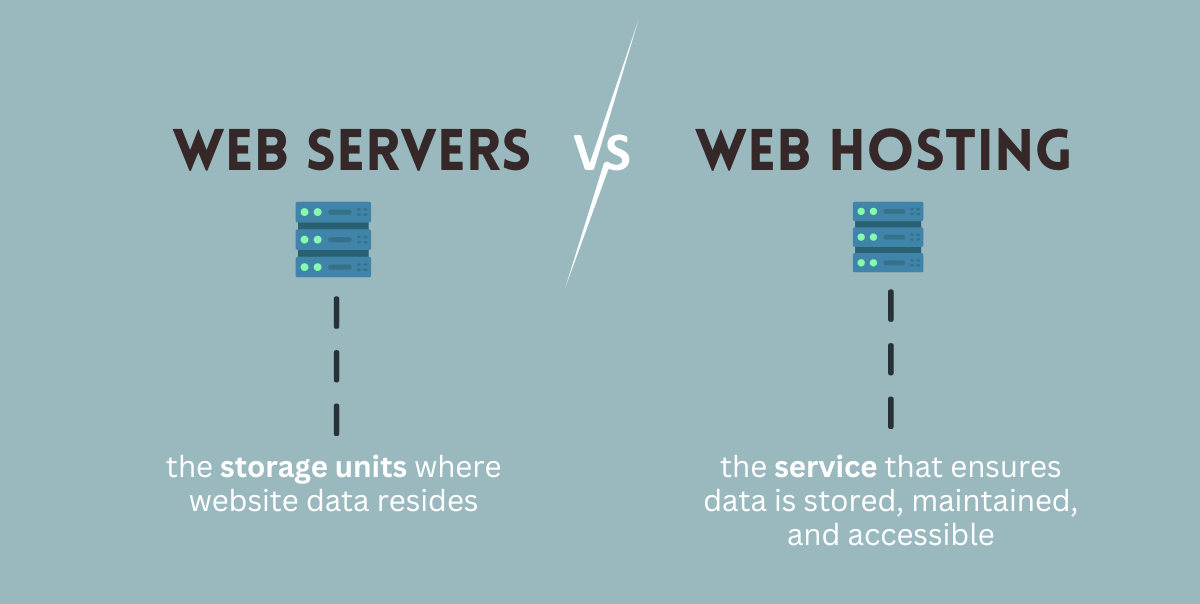 WEB SERVERS
VS
WEB HOSTING
the storage units where
website data resides
the service that ensures
data is stored, maintained,
and accessible